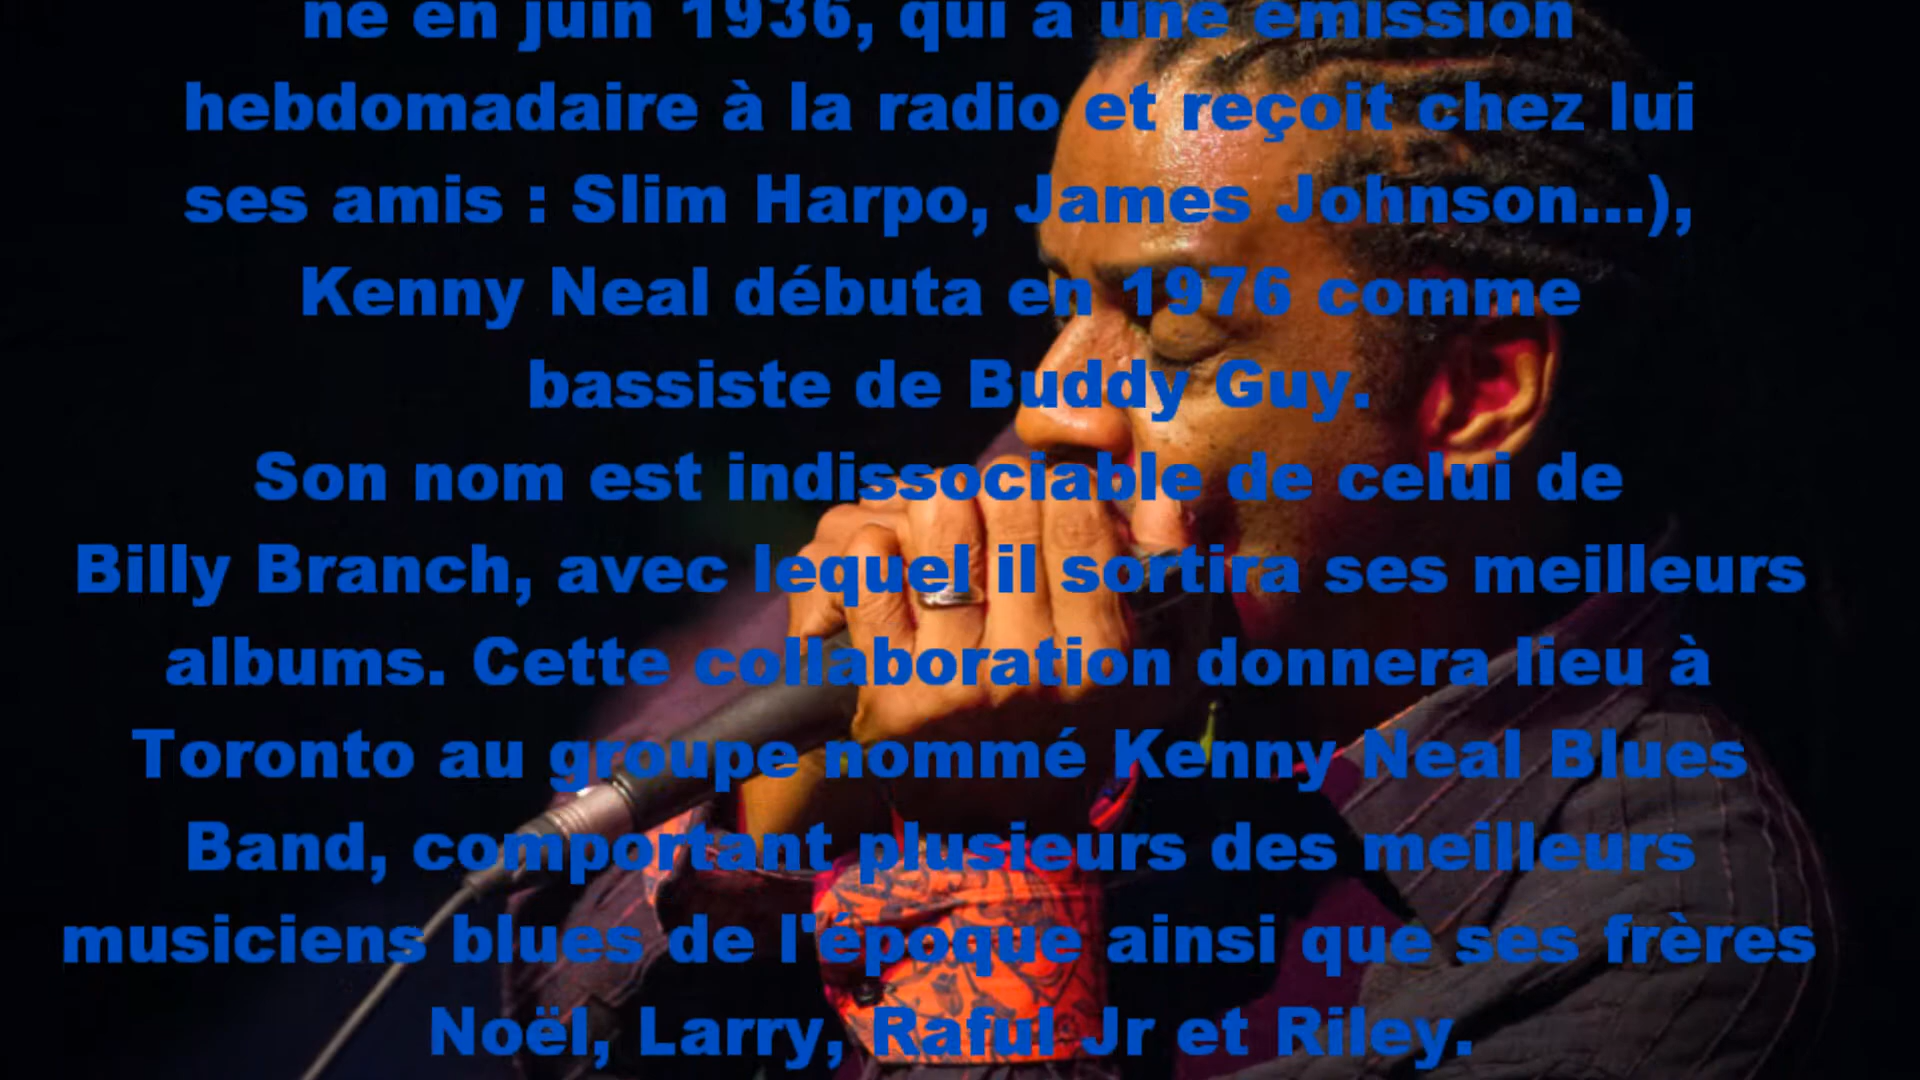 né en juin 1936, qui a une émission
hebdomadaire à la radio et reçoit chez lui
ses amis : Slim Harpo, James Johnson...),
Kenny Neal débuta en 1976 comme
bassiste de Buddy Guy.
Son nom est indissociable de celui de
Billy Branch, avec lequel il sortira ses meilleurs
albums. Cette collaboration donnera lieu à
Toronto au groupe nommé Kenny Neal Blues
Band, comportant plusieurs des meilleurs
musiciens blues de l'époque ainsi que ses frères
Noël, Larry, Raful Jr et Riley.